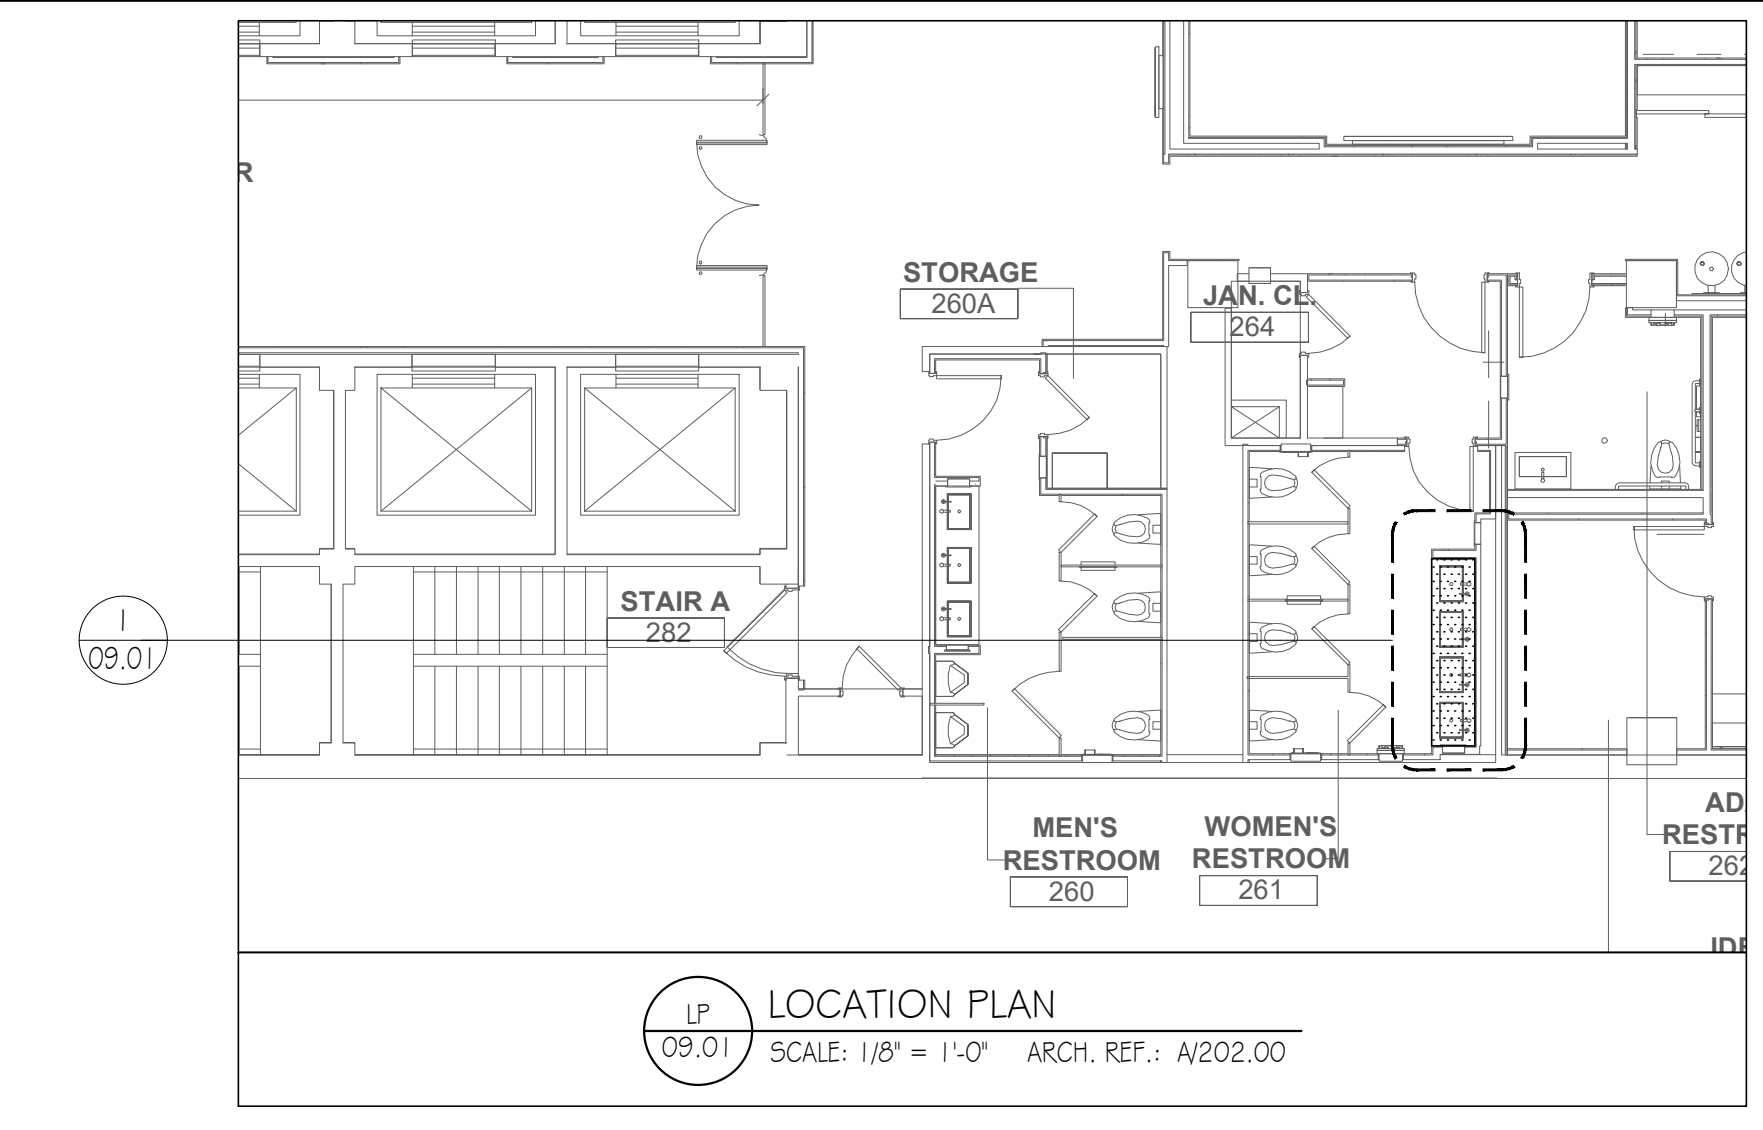 R
STORAGE
260A
JAN. CL.
264
STAIR A
282
1
09.01
MEN'S
RESTROOM
260
WOMEN'S
RESTROOM
261
AD
RESTR
262
IDF
LP
09.01
LOCATION PLAN
SCALE: 1/8" = 1'-0" ARCH. REF.: A/202.00